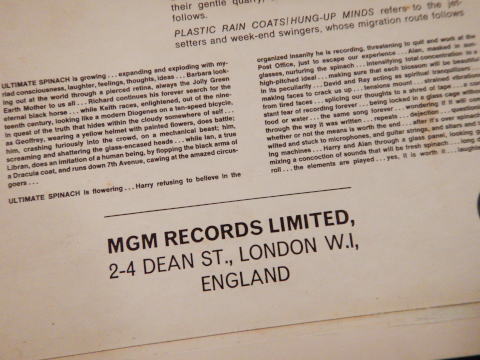 their gentle
follows.
PLASTIC RAIN COATS/HUNG-UP MINDS refers to the jet-
setters and week-end swingers, whose migration route follows
ULTIMATE SPINACH is growing . . . expanding and exploding with my-
riad consciousness, laughter, feelings, thoughts, ideas . . . Barbara look-
ing out at the world through a pierced retina, always the Jolly Green
Earth Mother to us all . . . Richard continues his forever search for the
eternal black horse . . . while Keith races, enlightened, out of the nine-
teenth century, looking like a modern Diogenes on a ten-speed bicycle,
in quest of the truth that hides within the cloudy somewhere of self . . .
as Geoffrey, wearing a yellow helmet with painted flowers, does battle;
him, crashing furiously into the crowd, on a mechanical beast; him,
screaming and shattering the glass-encased heads . . . while Ian, a true
Libran, does an imitation of a human being, by flopping the black arms of
a Dracula coat, and runs down 7th Avenue, cawing at the amazed circus-
goers . . .
ULTIMATE SPINACH is flowering . . . Harry refusing to believe in the
organized insanity he is recording, threatening to quit and work at the
Post Office, just to escape our experience . . . Alan, masked in sun-
glasses, nurturing the spinach . . . intensifying total concentration to a
high-pitched ideal . . . making sure that each blossom will be beautiful
in its peculiarity . . . David and Ray acting as spiritual tranquilizers
making faces to crack us up . . . tensions mount . . . strained vibrations
from tired faces . . . splicing our thoughts to a shred of tape . . . a con-
stant fear of recording forever . . . being locked in a glass cage without
food or water . . . the same song forever . . . wondering if it will come
through the way it was written . . . repeats . . . dejection . . . questioning
whether or not the means is worth the end . . . after it's over spinach
wilted and stuck to microphones, and guitar strings, and steam
ing machines . . . Harry and Alan through a glass panel, looking
mixing a concoction of sounds that will be fresh spinach . . . long
roll . . . the elements are played . . . yes, it is worth it . . .
MGM RECORDS LIMITED,
2-4 DEAN ST., LONDON W.I,
ENGLAND